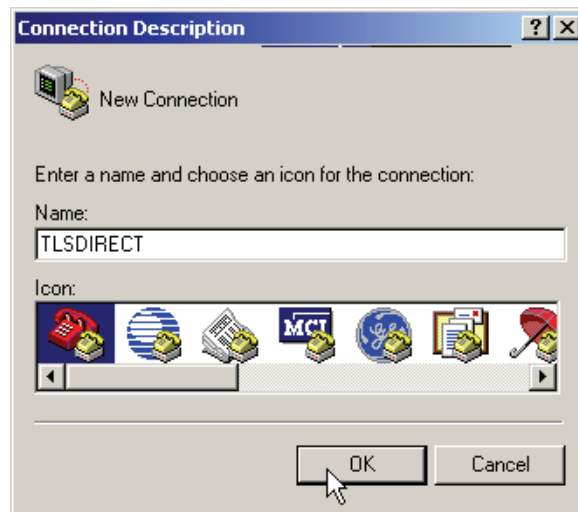 Connection Description
New Connection
Enter a name and choose an icon for the connection:
Name:
TLSDIRECT
Icon:
MCI
OK
Cancel